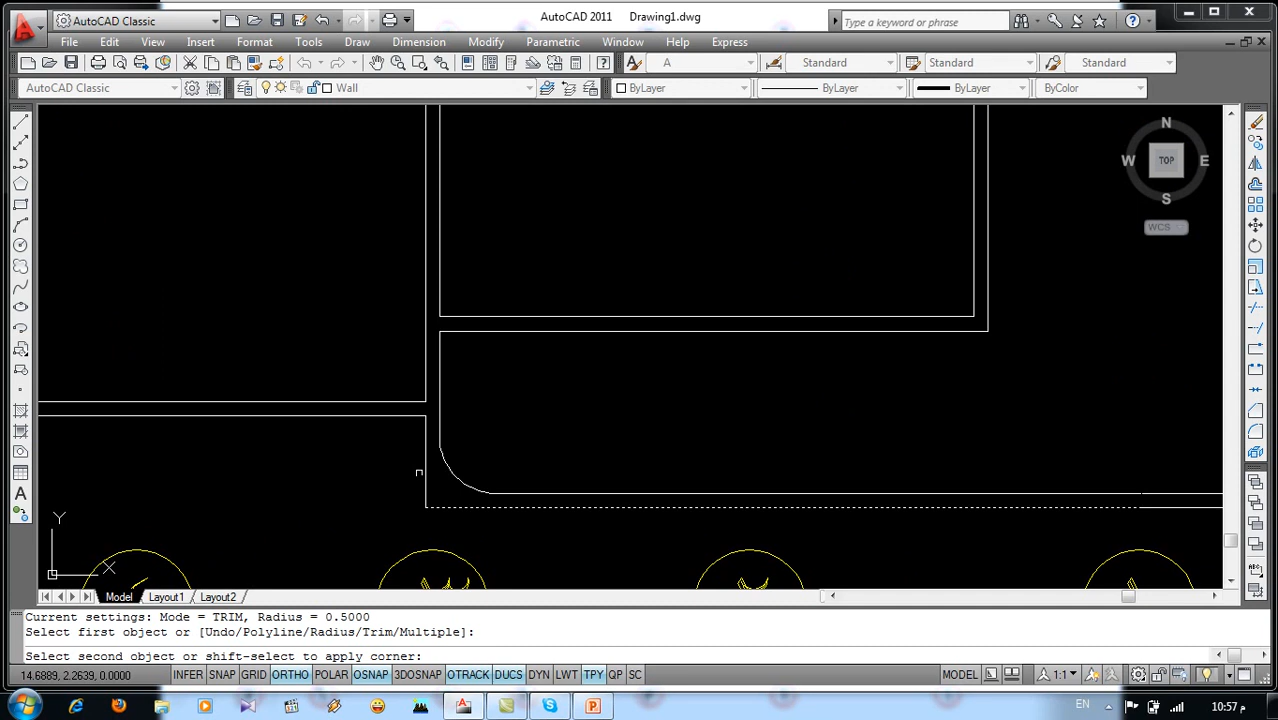 AutoCAD Classic
AutoCAD 2011 Drawing1.dwg
Type a keyword or phrase
File Edit View Insert Format Tools Draw Dimension Modify Parametric Window Help Express
A Standard Standard Standard
AutoCAD Classic Wall ByLayer ByLayer ByLayer ByColor
N
W TOP E
S
WCS
Y
X
Model Layout1 Layout2
Current settings: Mode = TRIM, Radius = 0.5000
Select first object or [Undo/Polyline/Radius/Trim/Multiple]:
Select second object or shift-select to apply corner:
14.6889, 2.2639, 0.0000 INFER SNAP GRID ORTHO POLAR OSNAP 3DOSNAP OTRACK DUCS DYN LWT TPY QP SC MODEL 1:1
EN 10:57 م